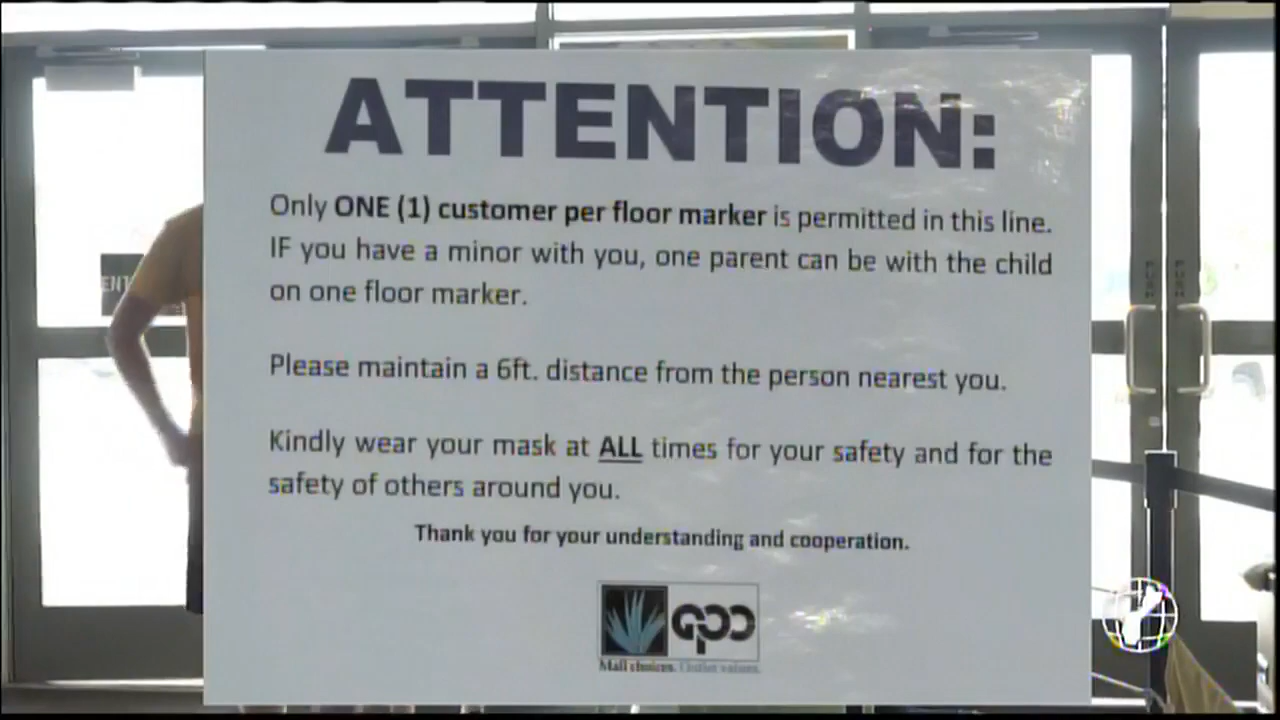 ATTENTION:
Only ONE (1) customer per floor marker is permitted in this line.
IF you have a minor with you, one parent can be with the child
on one floor marker.
Please maintain a 6ft. distance from the person nearest you.
Kindly wear your mask at ALL times for your safety and for the
safety of others around you.
Thank you for your understanding and cooperation.
GPO
Mall choices. Outlet values.